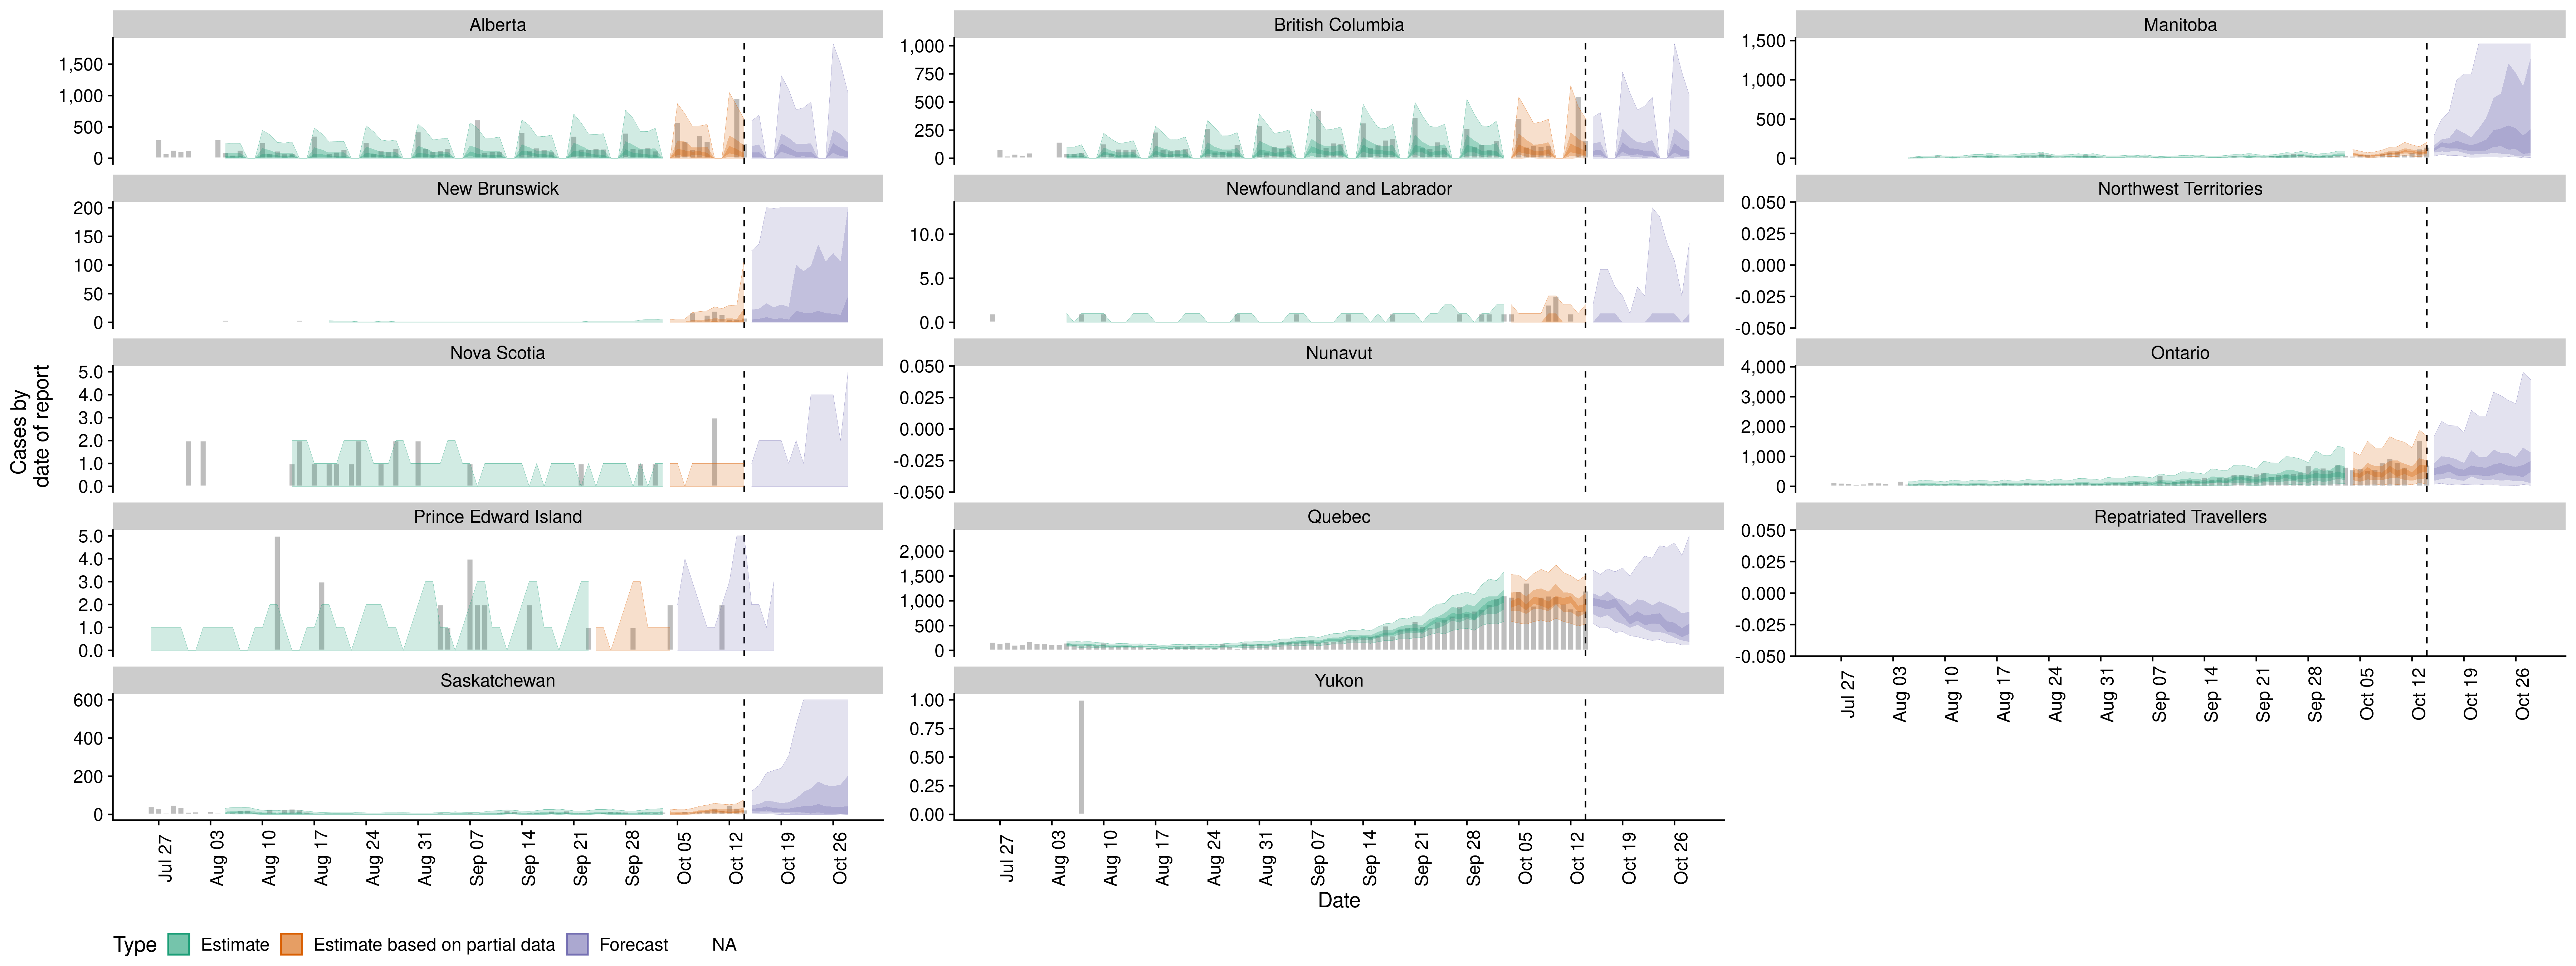 Alberta
British Columbia
Manitoba
1,500
1,000
500
0
1,000
750
500
250
0
1,500
1,000
500
0
New Brunswick
Newfoundland and Labrador
Northwest Territories
200
150
100
50
0
10.0
5.0
0.0
0.050
0.025
0.000
-0.025
-0.050
Nova Scotia
Nunavut
Ontario
5.0
4.0
3.0
2.0
1.0
0.0
0.050
0.025
0.000
-0.025
-0.050
4,000
3,000
2,000
1,000
0
Cases by
date of report
Prince Edward Island
Quebec
Repatriated Travellers
5.0
4.0
3.0
2.0
1.0
0.0
2,000
1,500
1,000
500
0
0.050
0.025
0.000
-0.025
-0.050
Jul 27
Aug 03
Aug 10
Aug 17
Aug 24
Aug 31
Sep 07
Sep 14
Sep 21
Sep 28
Oct 05
Oct 12
Oct 19
Oct 26
Saskatchewan
Yukon
600
400
200
0
1.00
0.75
0.50
0.25
0.00
Jul 27
Aug 03
Aug 10
Aug 17
Aug 24
Aug 31
Sep 07
Sep 14
Sep 21
Sep 28
Oct 05
Oct 12
Oct 19
Oct 26
Jul 27
Aug 03
Aug 10
Aug 17
Aug 24
Aug 31
Sep 07
Sep 14
Sep 21
Sep 28
Oct 05
Oct 12
Oct 19
Oct 26
Date
Type Estimate Estimate based on partial data Forecast NA